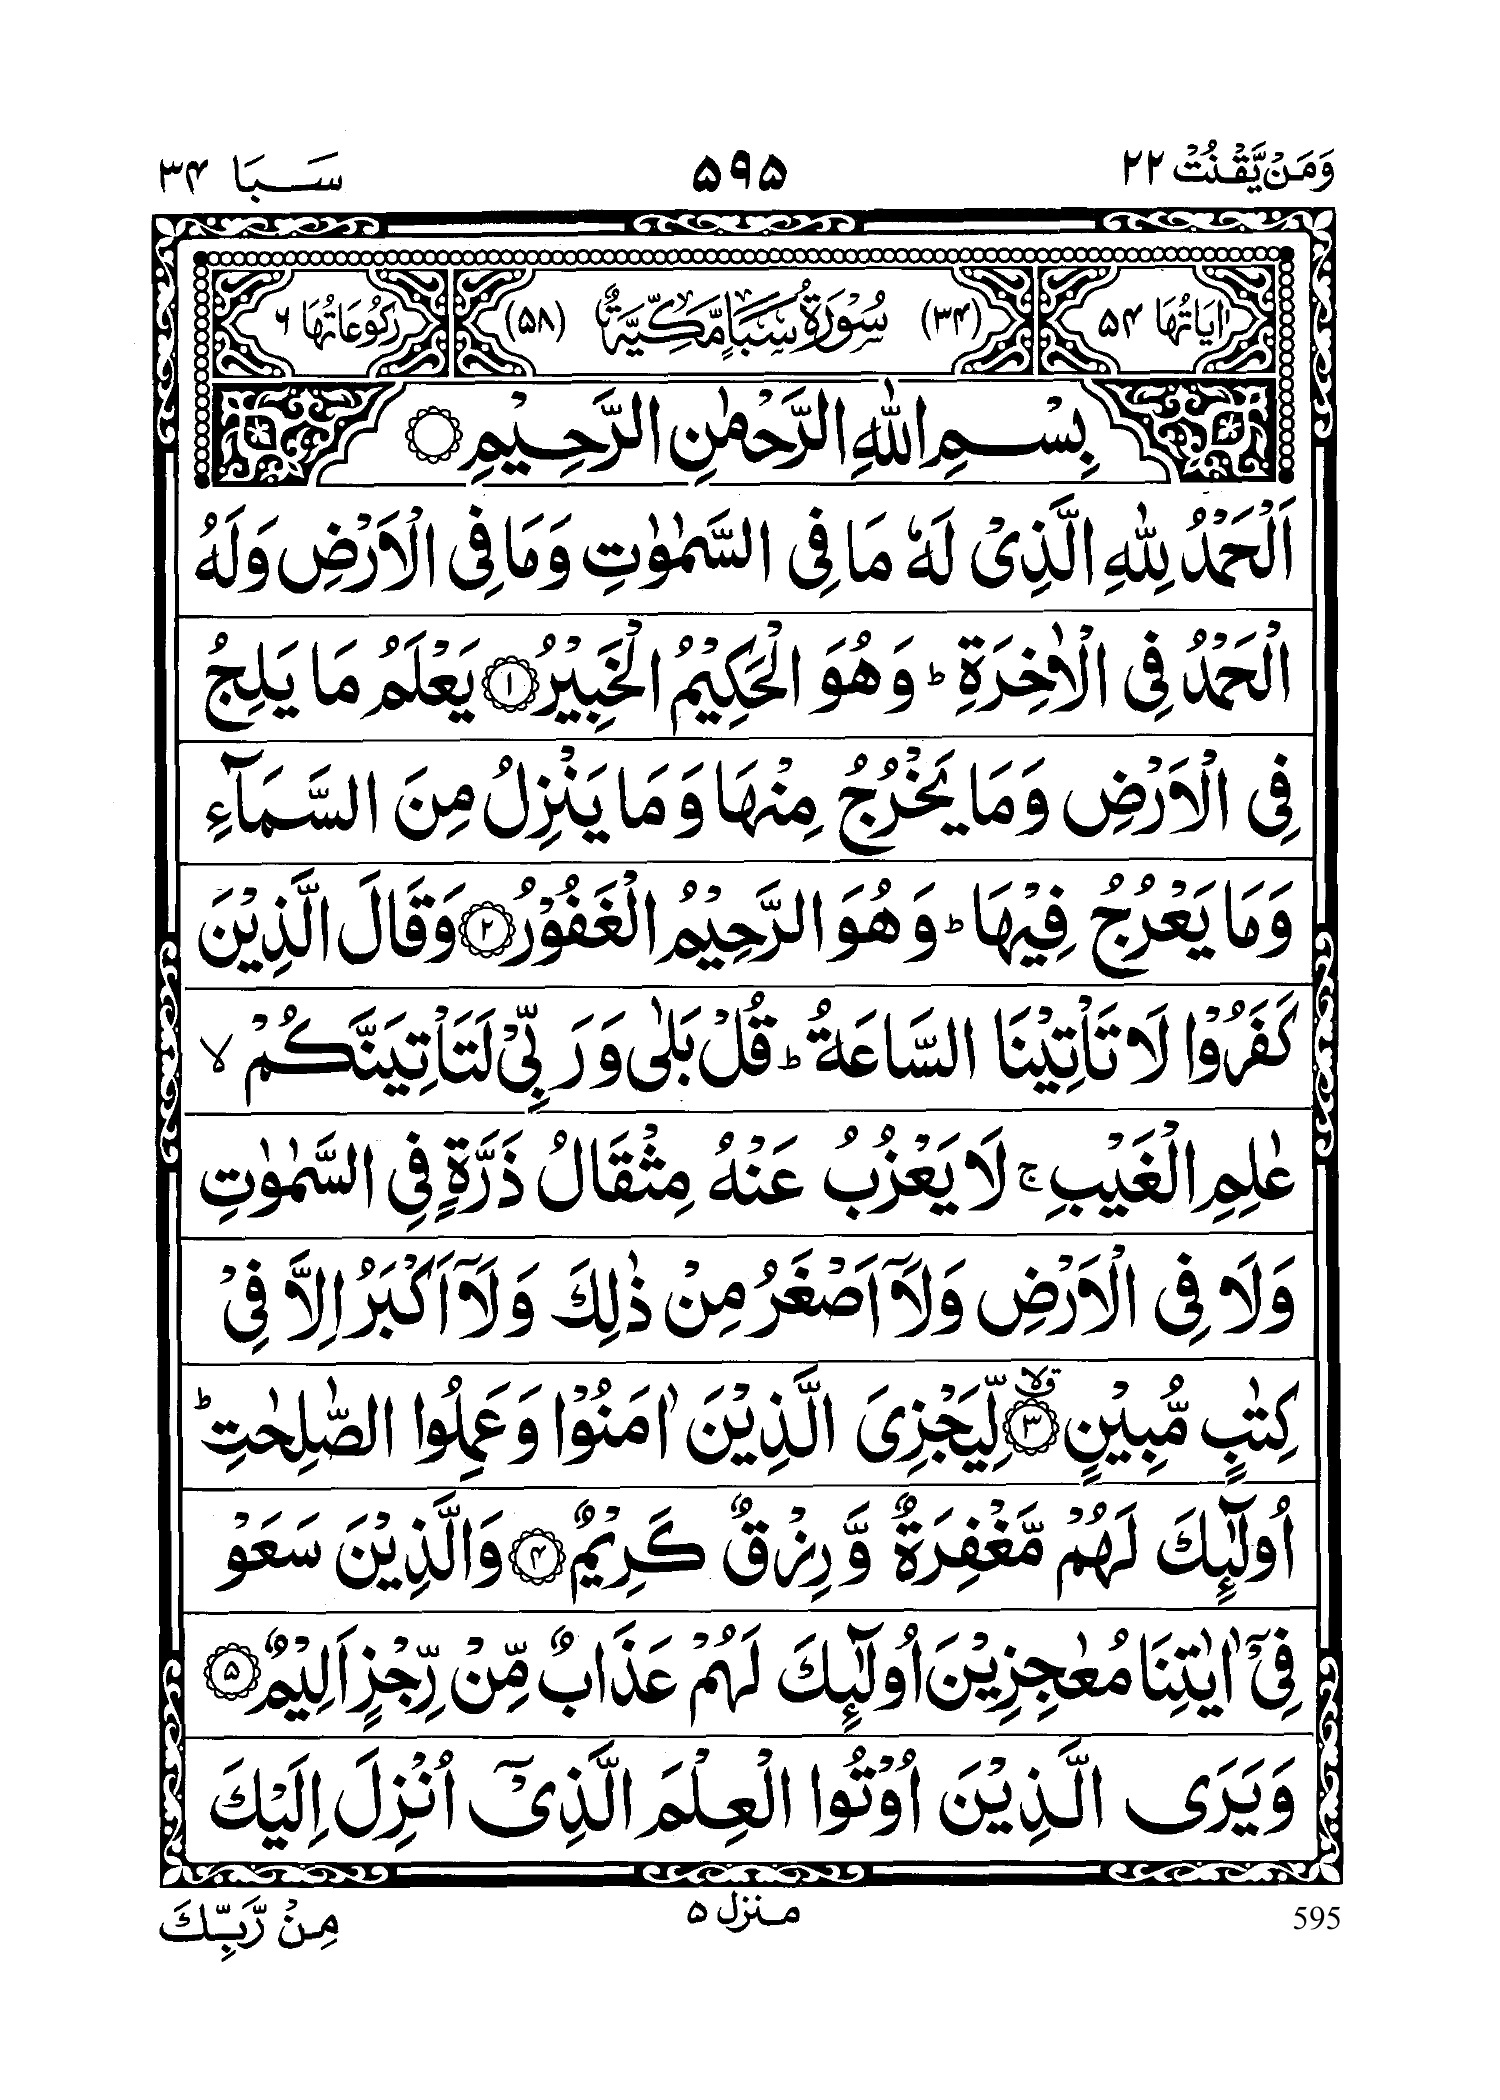 وَمَنْ يَّقْنُتْ ٢٢ ۵۹۵ سَبَا ۳۴
اٰيَاتُهَا ۵۴ (۳۴) سُوْرَةُ سَبَاٍ مَّكِّيَّةٌ (۵۸) رُكُوْعَاتُهَا ۶
بِسْمِ اللّٰهِ الرَّحْمٰنِ الرَّحِيْمِ ۝
اَلْحَمْدُ لِلّٰهِ الَّذِىْ لَهٗ مَا فِى السَّمٰوٰتِ وَمَا فِى الْاَرْضِ وَلَهُ
الْحَمْدُ فِى الْاٰخِرَةِ ؕ وَهُوَ الْحَكِيْمُ الْخَبِيْرُ ۝۱ يَعْلَمُ مَا يَلِجُ
فِى الْاَرْضِ وَمَا يَخْرُجُ مِنْهَا وَمَا يَنْزِلُ مِنَ السَّمَآءِ
وَمَا يَعْرُجُ فِيْهَا ؕ وَهُوَ الرَّحِيْمُ الْغَفُوْرُ ۝۲ وَقَالَ الَّذِيْنَ
كَفَرُوْا لَا تَاْتِيْنَا السَّاعَةُ ؕ قُلْ بَلٰى وَرَبِّىْ لَتَاْتِيَنَّكُمْ ۙ
عٰلِمِ الْغَيْبِ ۚ لَا يَعْزُبُ عَنْهُ مِثْقَالُ ذَرَّةٍ فِى السَّمٰوٰتِ
وَلَا فِى الْاَرْضِ وَلَاۤ اَصْغَرُ مِنْ ذٰلِكَ وَلَاۤ اَكْبَرُ اِلَّا فِىْ
كِتٰبٍ مُّبِيْنٍ ۝۳ قلا لِّيَجْزِىَ الَّذِيْنَ اٰمَنُوْا وَعَمِلُوا الصّٰلِحٰتِ ؕ
اُولٰٓئِكَ لَهُمْ مَّغْفِرَةٌ وَّرِزْقٌ كَرِيْمٌ ۝۴ وَالَّذِيْنَ سَعَوْ
فِىْۤ اٰيٰتِنَا مُعٰجِزِيْنَ اُولٰٓئِكَ لَهُمْ عَذَابٌ مِّنْ رِّجْزٍ اَلِيْمٌ ۝۵
وَيَرَى الَّذِيْنَ اُوْتُوا الْعِلْمَ الَّذِىْۤ اُنْزِلَ اِلَيْكَ
595 منزل ۵ مِنْ رَّبِّكَ